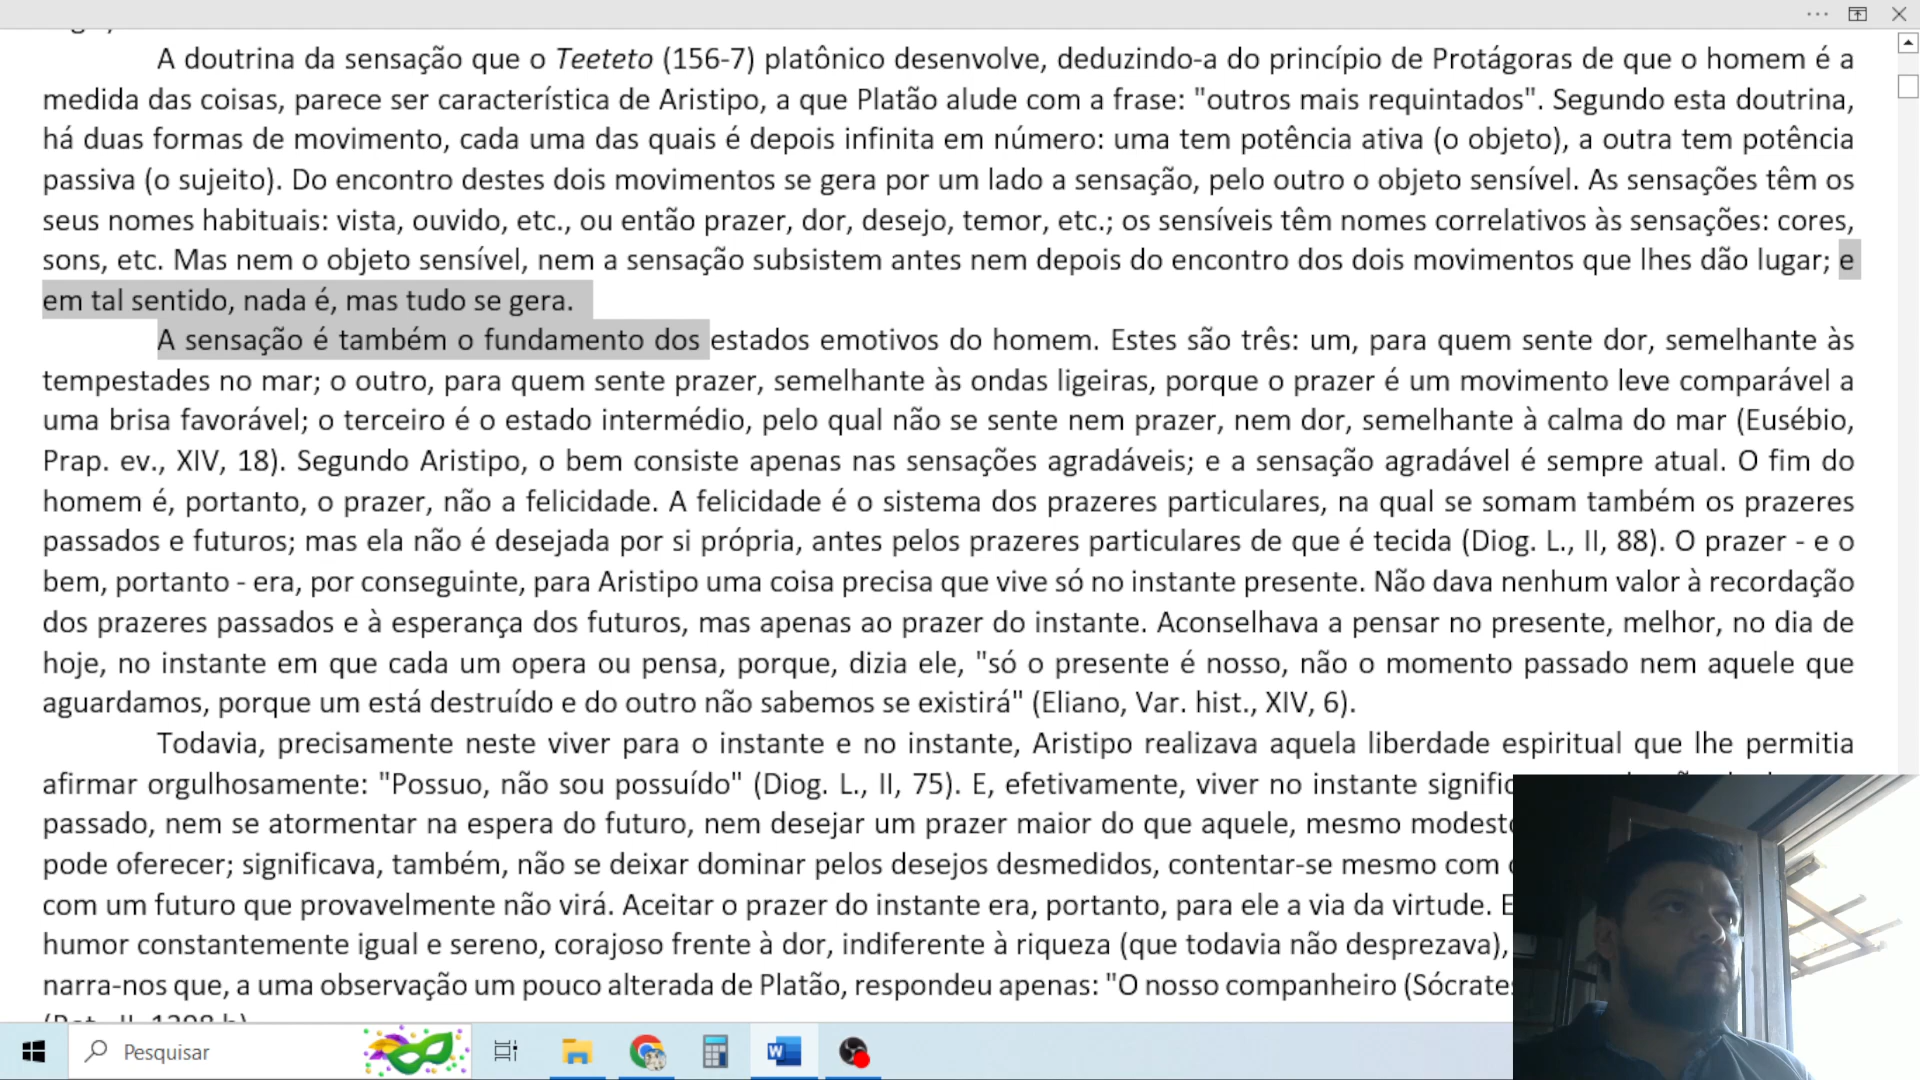 A doutrina da sensação que o Teeteto (156-7) platônico desenvolve, deduzindo-a do princípio de Protágoras de que o homem é a
medida das coisas, parece ser característica de Aristipo, a que Platão alude com a frase: "outros mais requintados". Segundo esta doutrina,
há duas formas de movimento, cada uma das quais é depois infinita em número: uma tem potência ativa (o objeto), a outra tem potência
passiva (o sujeito). Do encontro destes dois movimentos se gera por um lado a sensação, pelo outro o objeto sensível. As sensações têm os
seus nomes habituais: vista, ouvido, etc., ou então prazer, dor, desejo, temor, etc.; os sensíveis têm nomes correlativos às sensações: cores,
sons, etc. Mas nem o objeto sensível, nem a sensação subsistem antes nem depois do encontro dos dois movimentos que lhes dão lugar; e
em tal sentido, nada é, mas tudo se gera.
A sensação é também o fundamento dos estados emotivos do homem. Estes são três: um, para quem sente dor, semelhante às
tempestades no mar; o outro, para quem sente prazer, semelhante às ondas ligeiras, porque o prazer é um movimento leve comparável a
uma brisa favorável; o terceiro é o estado intermédio, pelo qual não se sente nem prazer, nem dor, semelhante à calma do mar (Eusébio,
Prap. ev., XIV, 18). Segundo Aristipo, o bem consiste apenas nas sensações agradáveis; e a sensação agradável é sempre atual. O fim do
homem é, portanto, o prazer, não a felicidade. A felicidade é o sistema dos prazeres particulares, na qual se somam também os prazeres
passados e futuros; mas ela não é desejada por si própria, antes pelos prazeres particulares de que é tecida (Diog. L., II, 88). O prazer - e o
bem, portanto - era, por conseguinte, para Aristipo uma coisa precisa que vive só no instante presente. Não dava nenhum valor à recordação
dos prazeres passados e à esperança dos futuros, mas apenas ao prazer do instante. Aconselhava a pensar no presente, melhor, no dia de
hoje, no instante em que cada um opera ou pensa, porque, dizia ele, "só o presente é nosso, não o momento passado nem aquele que
aguardamos, porque um está destruído e do outro não sabemos se existirá" (Eliano, Var. hist., XIV, 6).
Todavia, precisamente neste viver para o instante e no instante, Aristipo realizava aquela liberdade espiritual que lhe permitia
afirmar orgulhosamente: "Possuo, não sou possuído" (Diog. L., II, 75). E, efetivamente, viver no instante
passado, nem se atormentar na espera do futuro, nem desejar um prazer maior do que aquele, mesmo
pode oferecer; significava, também, não se deixar dominar pelos desejos desmedidos, contentar-se mesmo com
com um futuro que provavelmente não virá. Aceitar o prazer do instante era, portanto, para ele a via da virtude.
humor constantemente igual e sereno, corajoso frente à dor, indiferente à riqueza (que todavia não desprezava),
narra-nos que, a uma observação um pouco alterada de Platão, respondeu apenas: "O nosso companheiro
Pesquisar